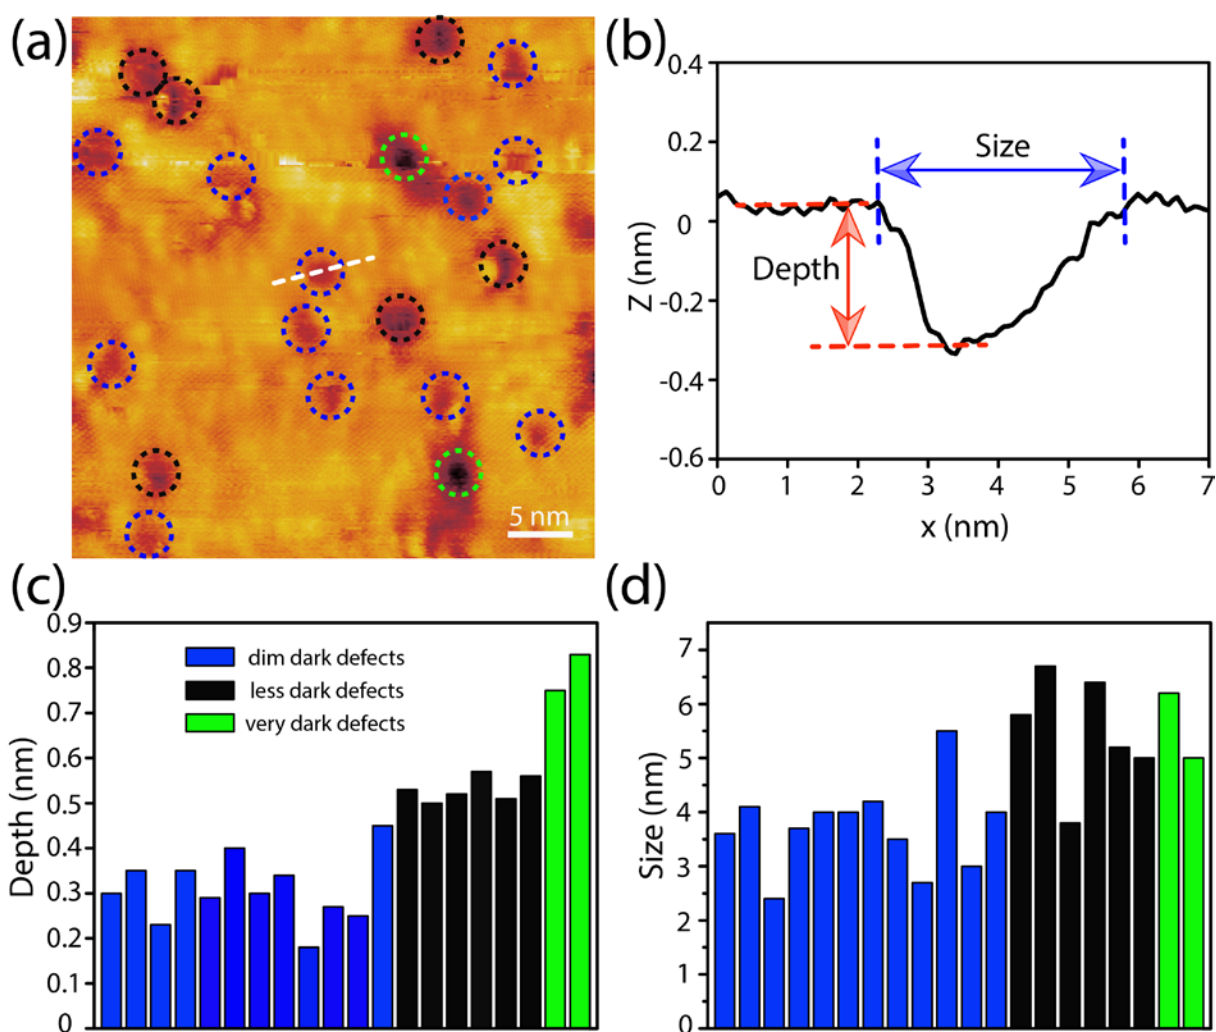 (a)
5 nm
(b)
0.4
0.2
0
-0.2
-0.4
-0.6
Z (nm)
Size
Depth
0 1 2 3 4 5 6 7
x (nm)
(c)
0.9
0.8
0.7
0.6
0.5
0.4
0.3
0.2
0.1
0
Depth (nm)
dim dark defects
less dark defects
very dark defects
(d)
7
6
5
4
3
2
1
0
Size (nm)